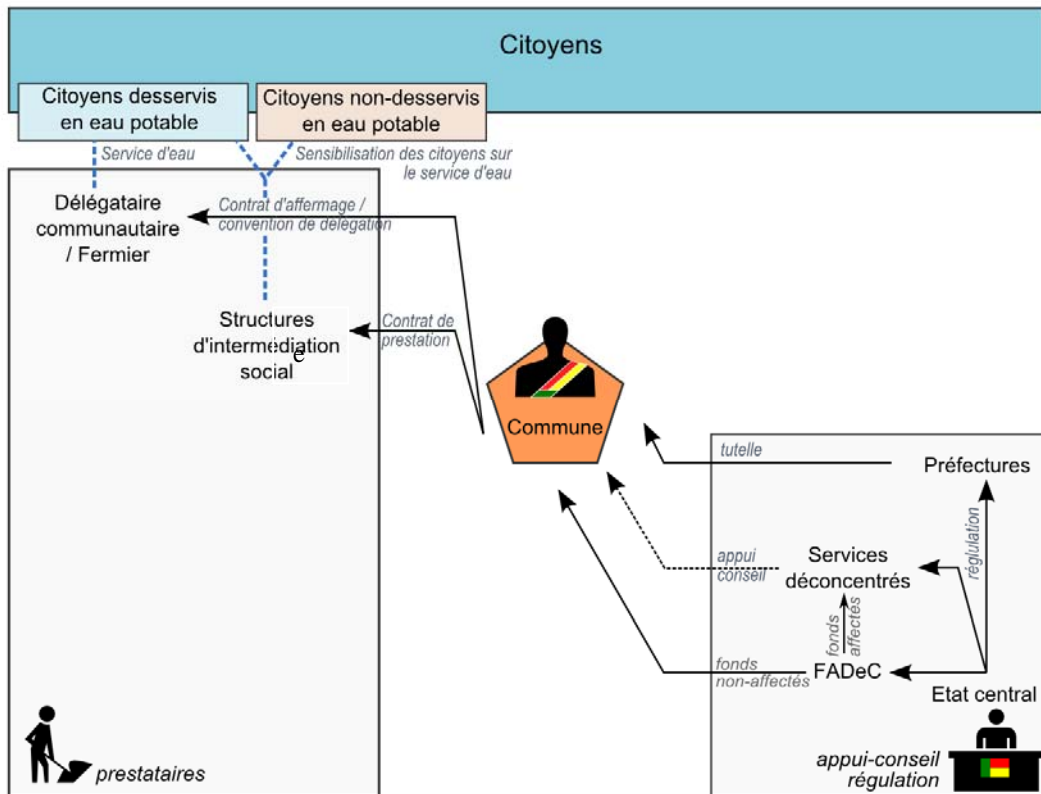 Citoyens
Citoyens desservis
en eau potable
Citoyens non-desservis
en eau potable
Service d'eau
Sensibilisation des citoyens sur
le service d'eau
Délégataire
communautaire
/ Fermier
Contrat d'affermage /
convention de délégation
Structures
d'intermédiation
sociale
Contrat de
prestation
Commune
tutelle
Préfectures
réglulation
appui
conseil
Services
déconcentrés
fonds
affectés
fonds
non-affectés
FADeC
Etat central
prestataires
appui-conseil
régulation